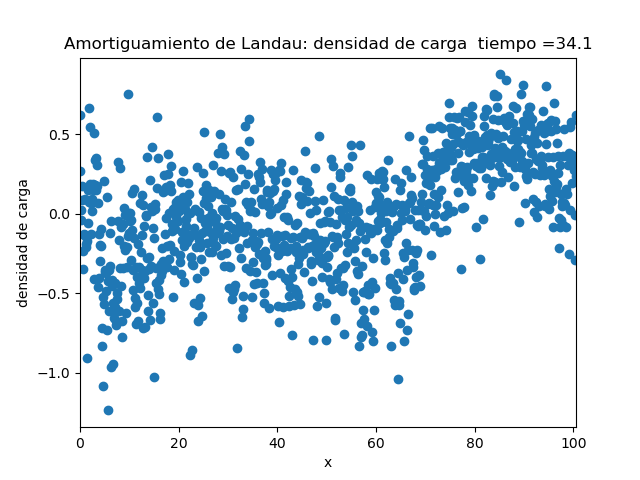 Amortiguamiento de Landau: densidad de carga  tiempo =34.1
densidad de carga
0.5
0.0
−0.5
−1.0
0 20 40 60 80 100
x